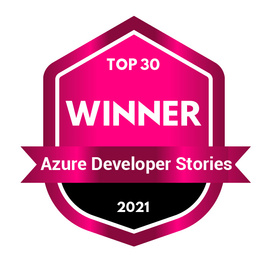 TOP 30
WINNER
Azure Developer Stories
2021